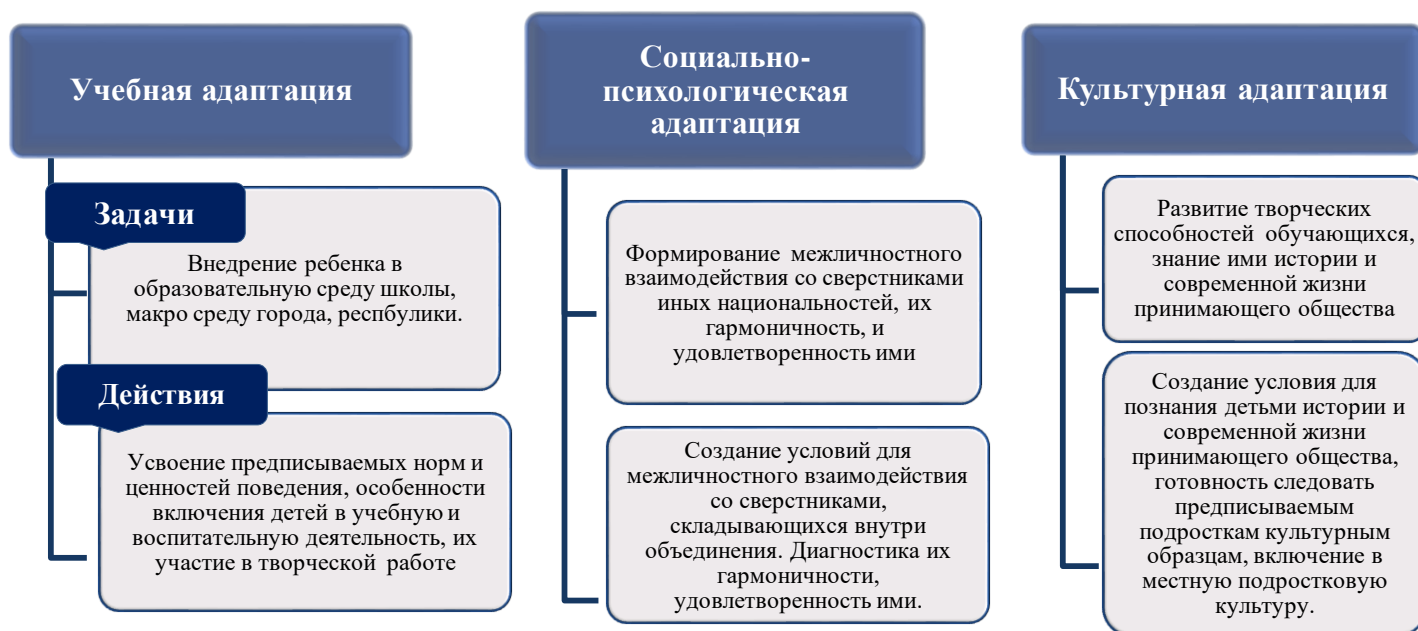 Учебная адаптация
Задачи
Внедрение ребенка в
образовательную среду школы,
макро среду города, респбулики.
Действия
Усвоение предписываемых норм и
ценностей поведения, особенности
включения детей в учебную и
воспитательную деятельность, их
участие в творческой работе
Социально-
психологическая
адаптация
Формирование межличностного
взаимодействия со сверстниками
иных национальностей, их
гармоничность, и
удовлетворенность ими
Создание условий для
межличностного взаимодействия
со сверстниками,
складывающихся внутри
объединения. Диагностика их
гармоничности,
удовлетворенность ими.
Культурная адаптация
Развитие творческих
способностей обучающихся,
знание ими истории и
современной жизни
принимающего общества
Создание условия для
познания детьми истории и
современной жизни
принимающего общества,
готовность следовать
предписываемым
подросткам культурным
образцам, включение в
местную подростковую
культуру.